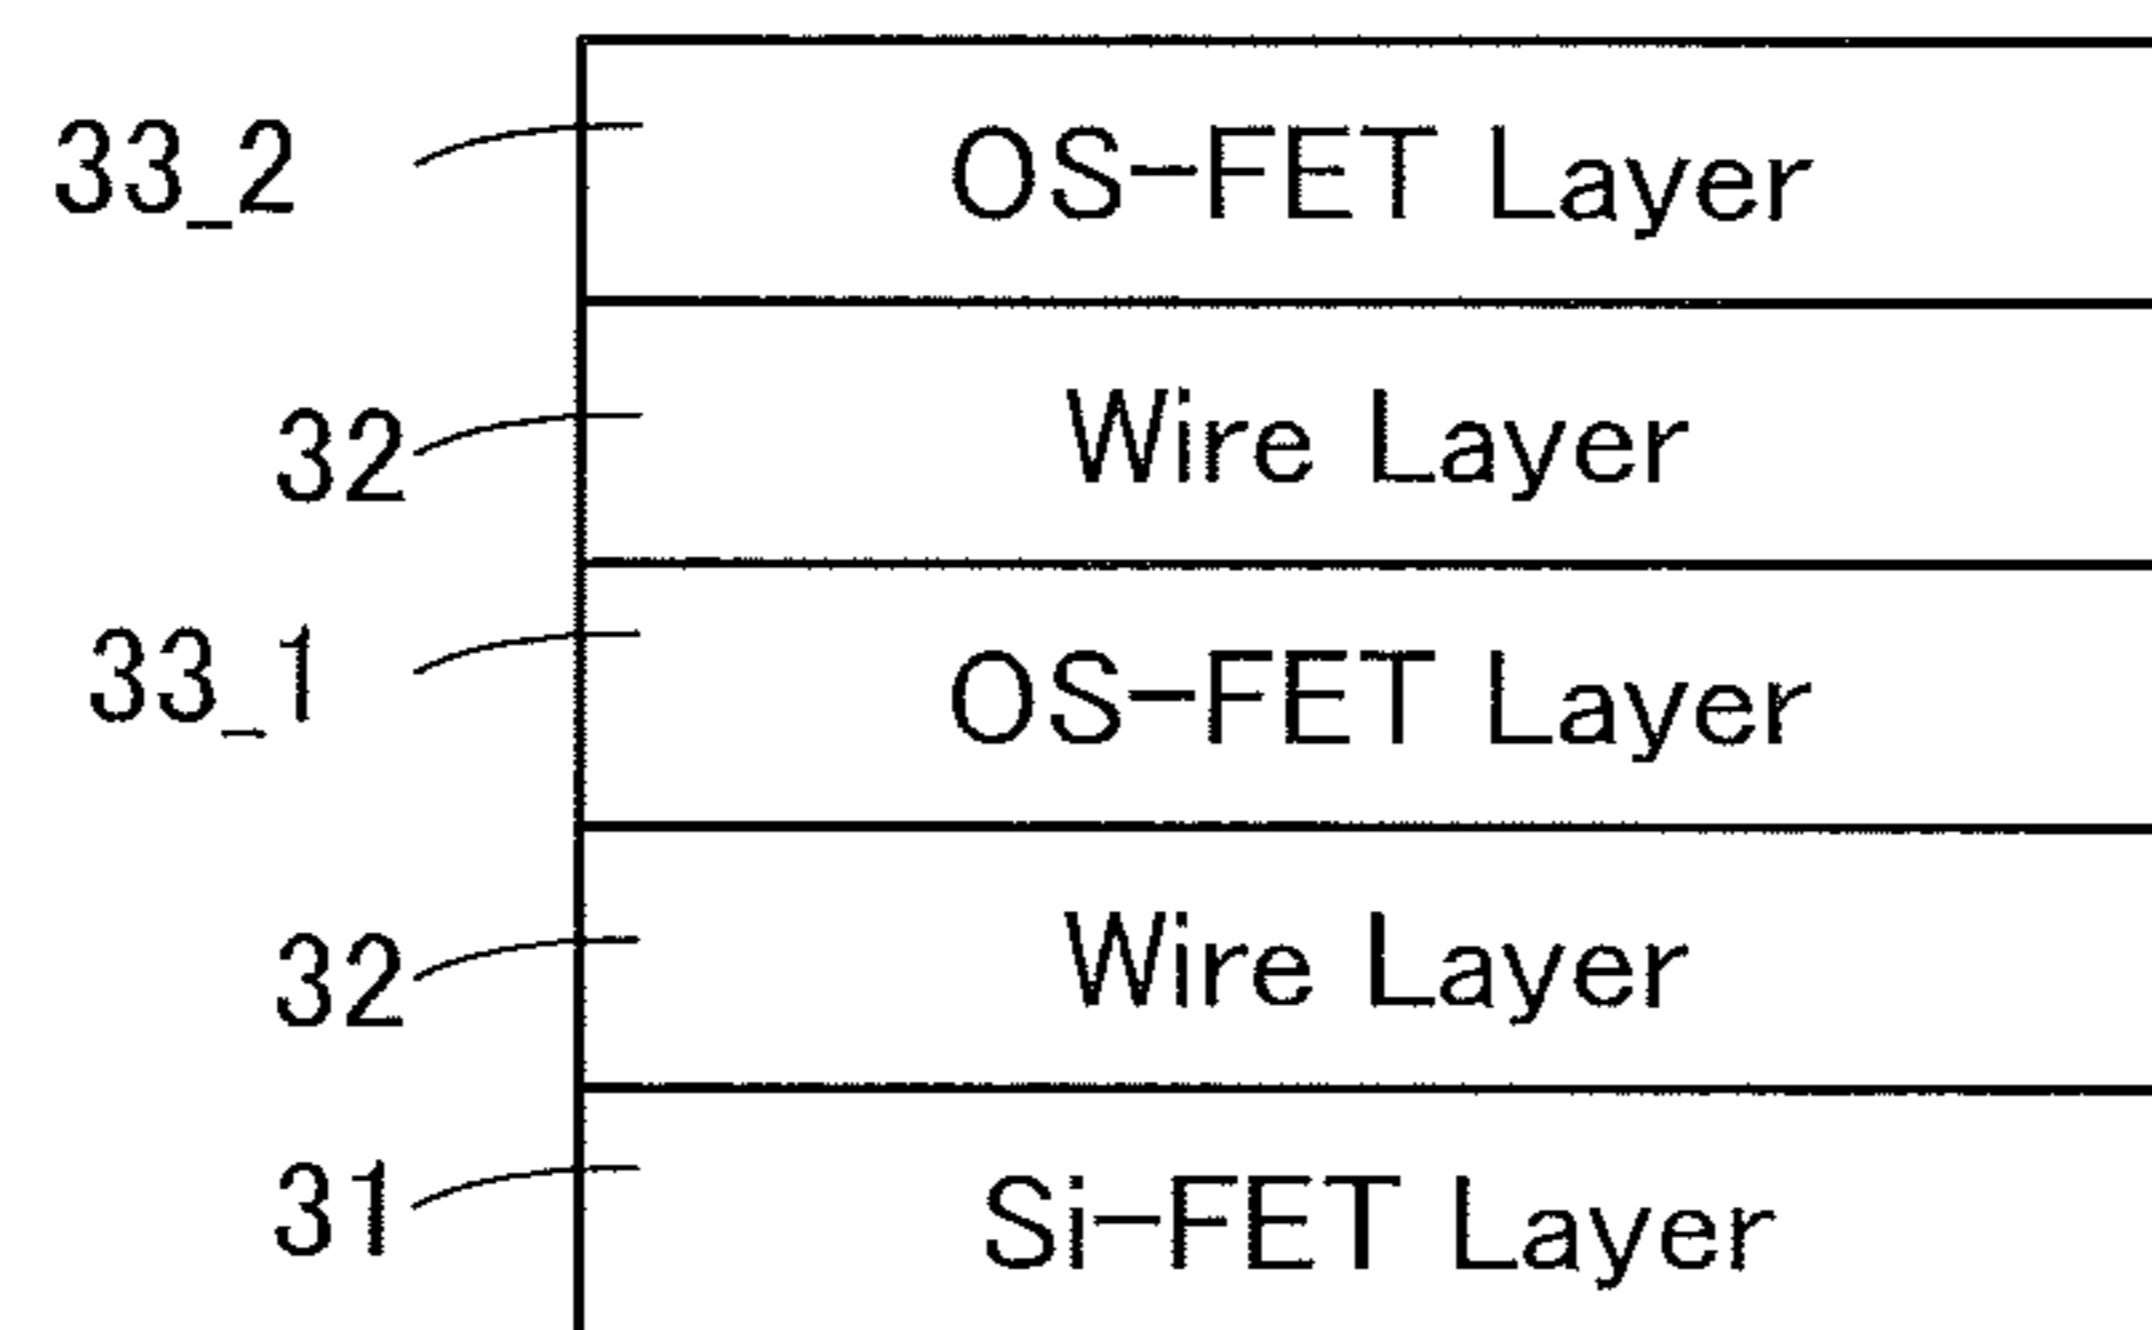 33_2 OS-FET Layer
32 Wire Layer
33_1 OS-FET Layer
32 Wire Layer
31 Si-FET Layer